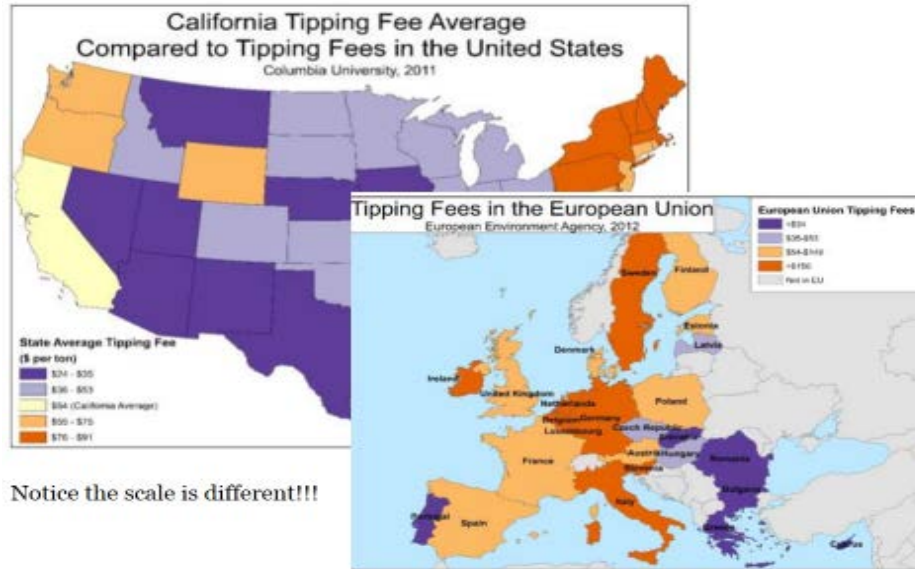 California Tipping Fee Average
Compared to Tipping Fees in the United States
Columbia University, 2011
State Average Tipping Fee
($ per ton)
$24 - $35
$36 - $53
$54 (California Average)
$55 - $75
$76 - $91
Tipping Fees in the European Union
European Environment Agency, 2012
European Union Tipping Fees
$35-$53
Not in EU
Sweden
Finland
Estonia
Latvia
Denmark
Ireland
United Kingdom
Netherlands
Poland
Belgium
Germany
Luxembourg
Czech Republic
France
Austria
Hungary
Slovenia
Romania
Italy
Bulgaria
Portugal
Spain
Greece
Cyprus
Notice the scale is different!!!